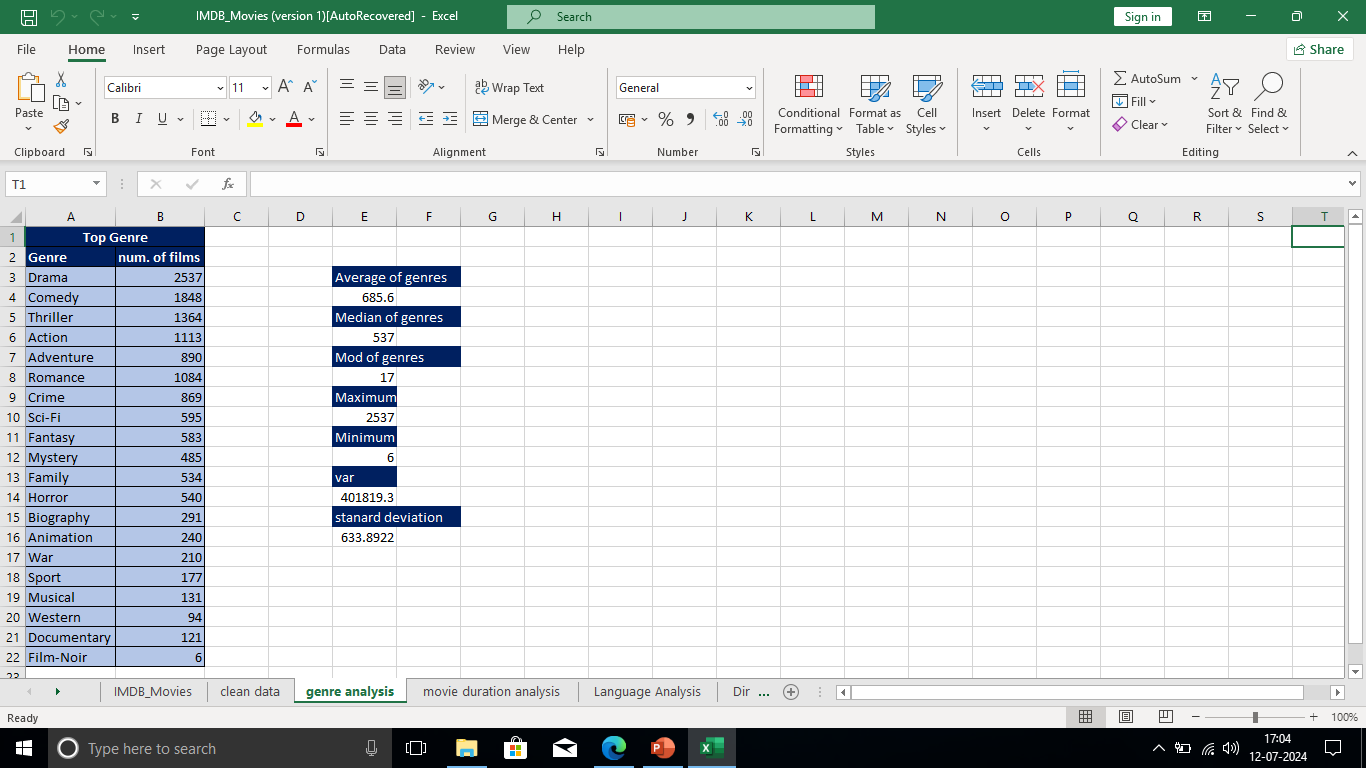 IMDB_Movies (version 1)[AutoRecovered] - Excel
Search
Sign in
File Home Insert Page Layout Formulas Data Review View Help
Share
Paste
Calibri 11
B I U
Wrap Text
Merge & Center
General
Conditional Formatting
Format as Table
Cell Styles
Insert Delete Format
AutoSum
Fill
Clear
Sort & Filter
Find & Select
Clipboard Font Alignment Number Styles Cells Editing
T1 fx
A B C D E F G H I J K L M N O P Q R S T
1 Top Genre
2 Genre num. of films
3 Drama 2537 Average of genres
4 Comedy 1848 685.6
5 Thriller 1364 Median of genres
6 Action 1113 537
7 Adventure 890 Mod of genres
8 Romance 1084 17
9 Crime 869 Maximum
10 Sci-Fi 595 2537
11 Fantasy 583 Minimum
12 Mystery 485 6
13 Family 534 var
14 Horror 540 401819.3
15 Biography 291 stanard deviation
16 Animation 240 633.8922
17 War 210
18 Sport 177
19 Musical 131
20 Western 94
21 Documentary 121
22 Film-Noir 6
23
IMDB_Movies clean data genre analysis movie duration analysis Language Analysis Dir ...
Ready 100%
Type here to search
17:04
12-07-2024